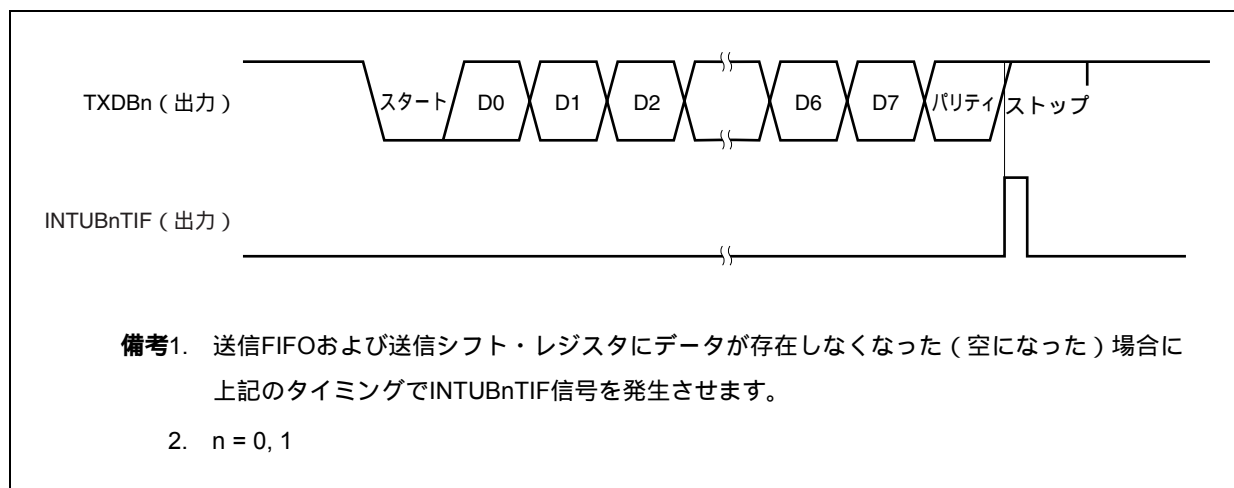 TXDBn（出力） スタート D0 D1 D2 D6 D7 パリティ ストップ
INTUBnTIF（出力）
備考1. 送信FIFOおよび送信シフト・レジスタにデータが存在しなくなった（空になった）場合に
上記のタイミングでINTUBnTIF信号を発生させます。
2. n = 0, 1